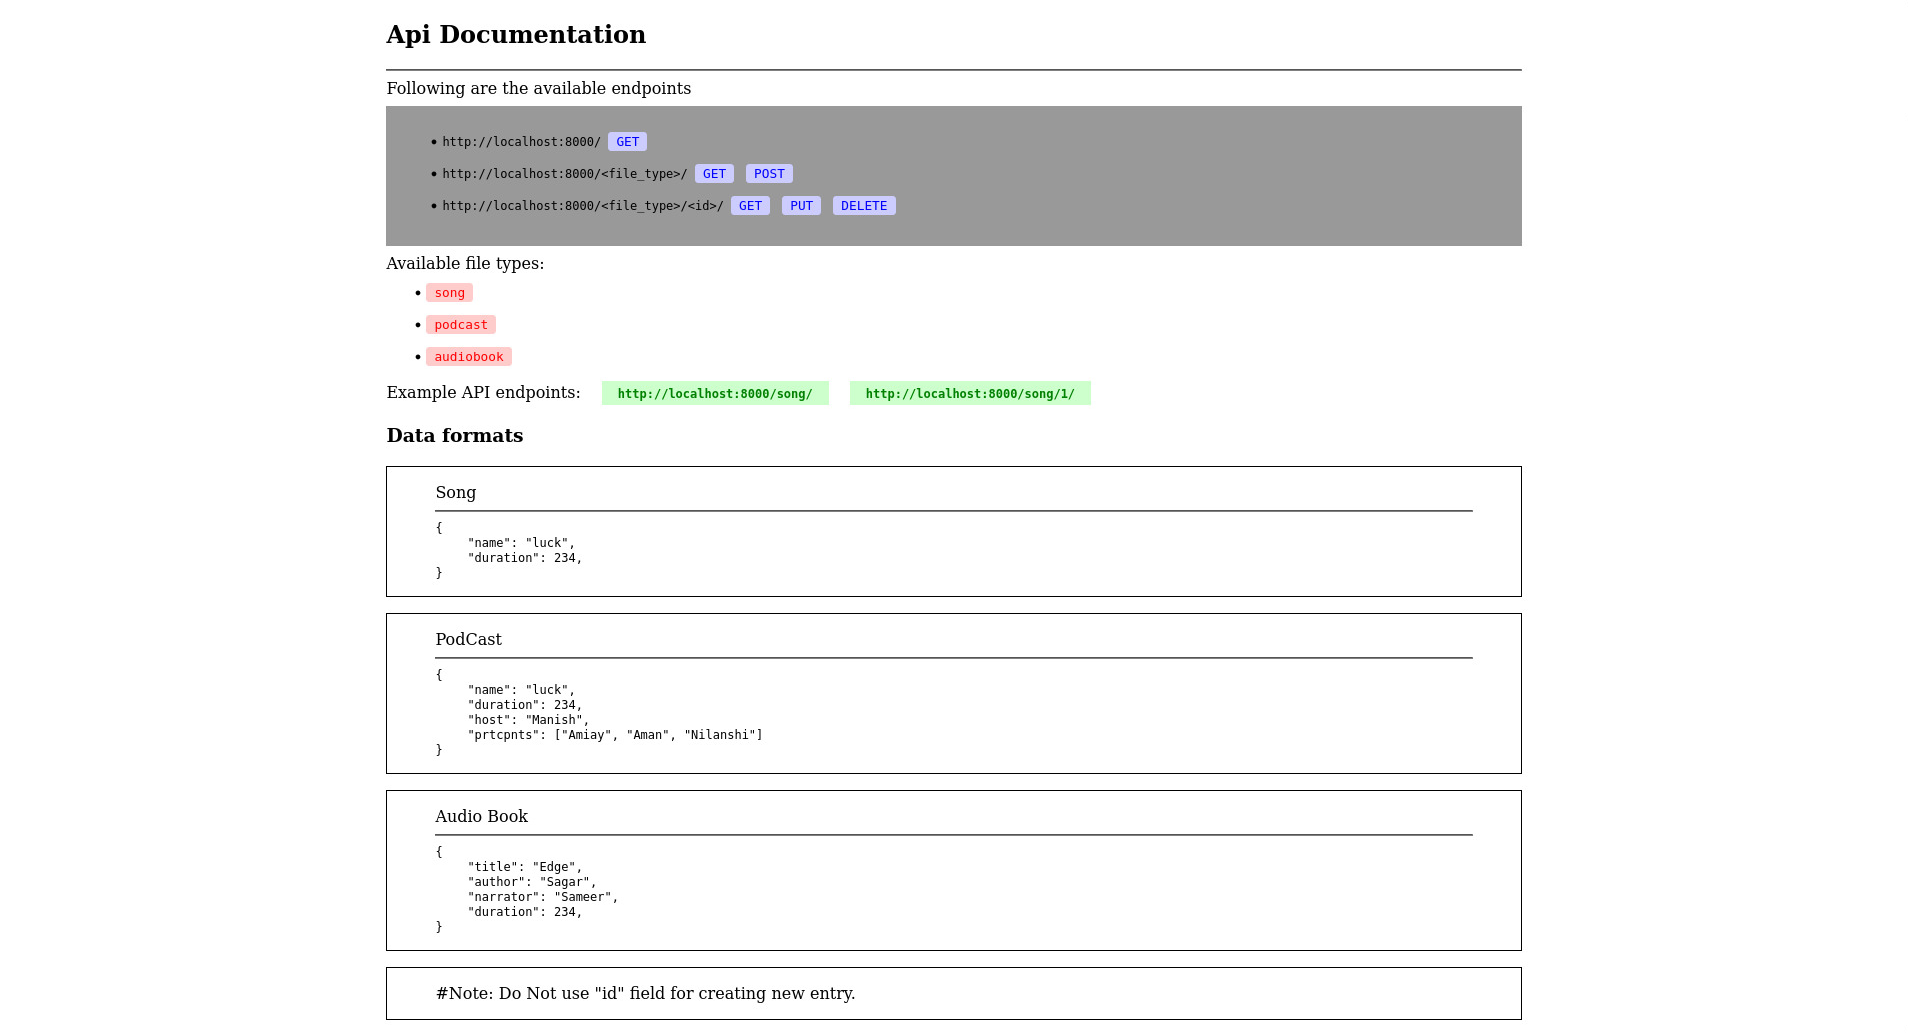 Api Documentation
Following are the available endpoints
• http://localhost:8000/ GET
• http://localhost:8000/<file_type>/ GET POST
• http://localhost:8000/<file_type>/<id>/ GET PUT DELETE
Available file types:
• song
• podcast
• audiobook
Example API endpoints: http://localhost:8000/song/ http://localhost:8000/song/1/
Data formats
Song
{
"name": "luck",
"duration": 234,
}
PodCast
{
"name": "luck",
"duration": 234,
"host": "Manish",
"prtcpnts": ["Amiay", "Aman", "Nilanshi"]
}
Audio Book
{
"title": "Edge",
"author": "Sagar",
"narrator": "Sameer",
"duration": 234,
}
#Note: Do Not use "id" field for creating new entry.